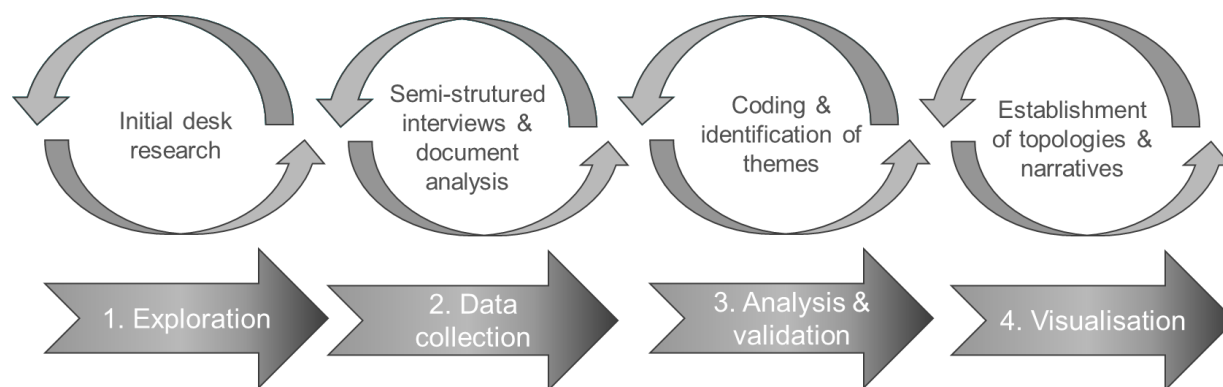 Initial desk
research
Semi-strutured
interviews &
document
analysis
Coding &
identification of
themes
Establishment
of topologies &
narratives
1. Exploration
2. Data
collection
3. Analysis &
validation
4. Visualisation